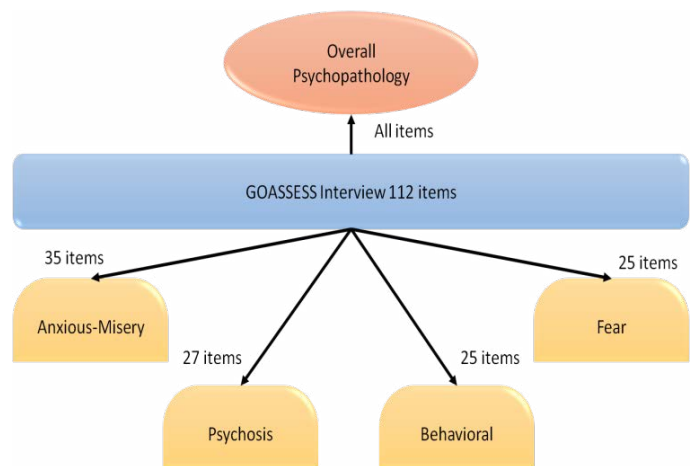 Overall
Psychopathology
All items
GOASSESS Interview 112 items
35 items
25 items
Anxious-Misery
Fear
27 items
25 items
Psychosis
Behavioral